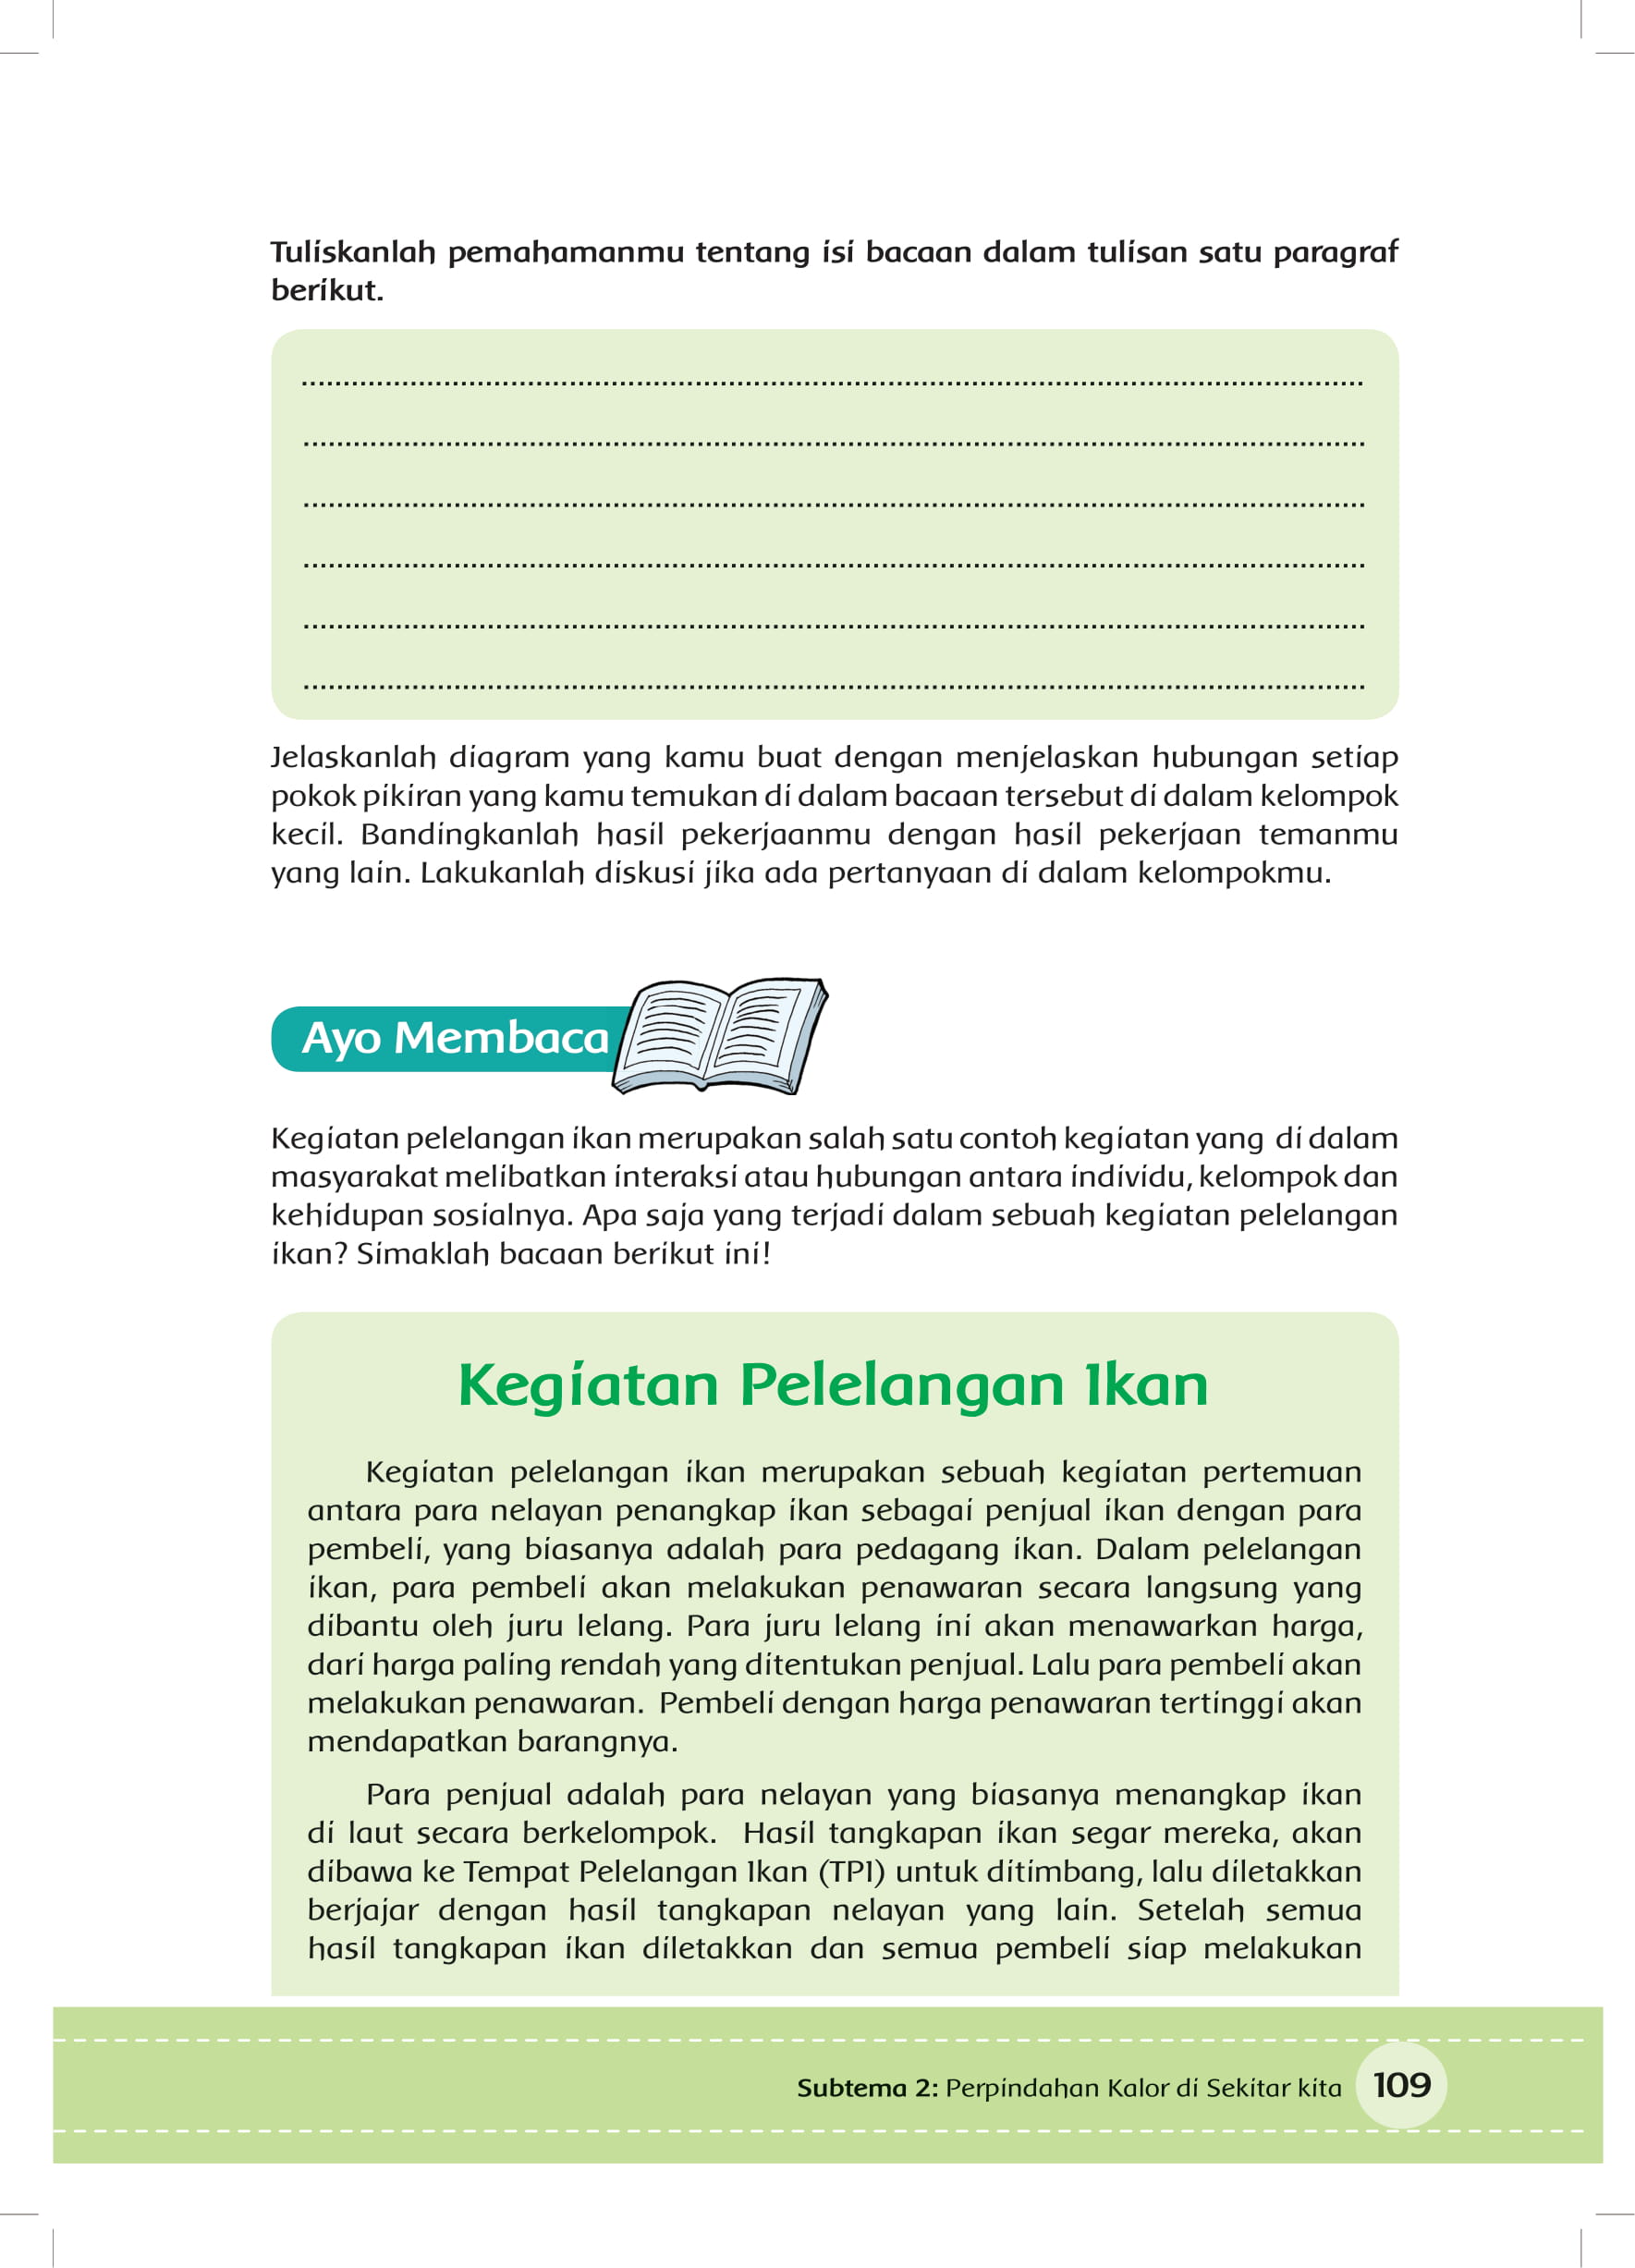 Tuliskanlah pemahamanmu tentang isi bacaan dalam tulisan satu paragraf
berikut.
Jelaskanlah diagram yang kamu buat dengan menjelaskan hubungan setiap
pokok pikiran yang kamu temukan di dalam bacaan tersebut di dalam kelompok
kecil. Bandingkanlah hasil pekerjaanmu dengan hasil pekerjaan temanmu
yang lain. Lakukanlah diskusi jika ada pertanyaan di dalam kelompokmu.
Ayo Membaca
Kegiatan pelelangan ikan merupakan salah satu contoh kegiatan yang di dalam
masyarakat melibatkan interaksi atau hubungan antara individu, kelompok dan
kehidupan sosialnya. Apa saja yang terjadi dalam sebuah kegiatan pelelangan
ikan? Simaklah bacaan berikut ini!
Kegiatan Pelelangan Ikan
Kegiatan pelelangan ikan merupakan sebuah kegiatan pertemuan
antara para nelayan penangkap ikan sebagai penjual ikan dengan para
pembeli, yang biasanya adalah para pedagang ikan. Dalam pelelangan
ikan, para pembeli akan melakukan penawaran secara langsung yang
dibantu oleh juru lelang. Para juru lelang ini akan menawarkan harga,
dari harga paling rendah yang ditentukan penjual. Lalu para pembeli akan
melakukan penawaran. Pembeli dengan harga penawaran tertinggi akan
mendapatkan barangnya.
Para penjual adalah para nelayan yang biasanya menangkap ikan
di laut secara berkelompok. Hasil tangkapan ikan segar mereka, akan
dibawa ke Tempat Pelelangan Ikan (TPI) untuk ditimbang, lalu diletakkan
berjajar dengan hasil tangkapan nelayan yang lain. Setelah semua
hasil tangkapan ikan diletakkan dan semua pembeli siap melakukan
Subtema 2: Perpindahan Kalor di Sekitar kita 109